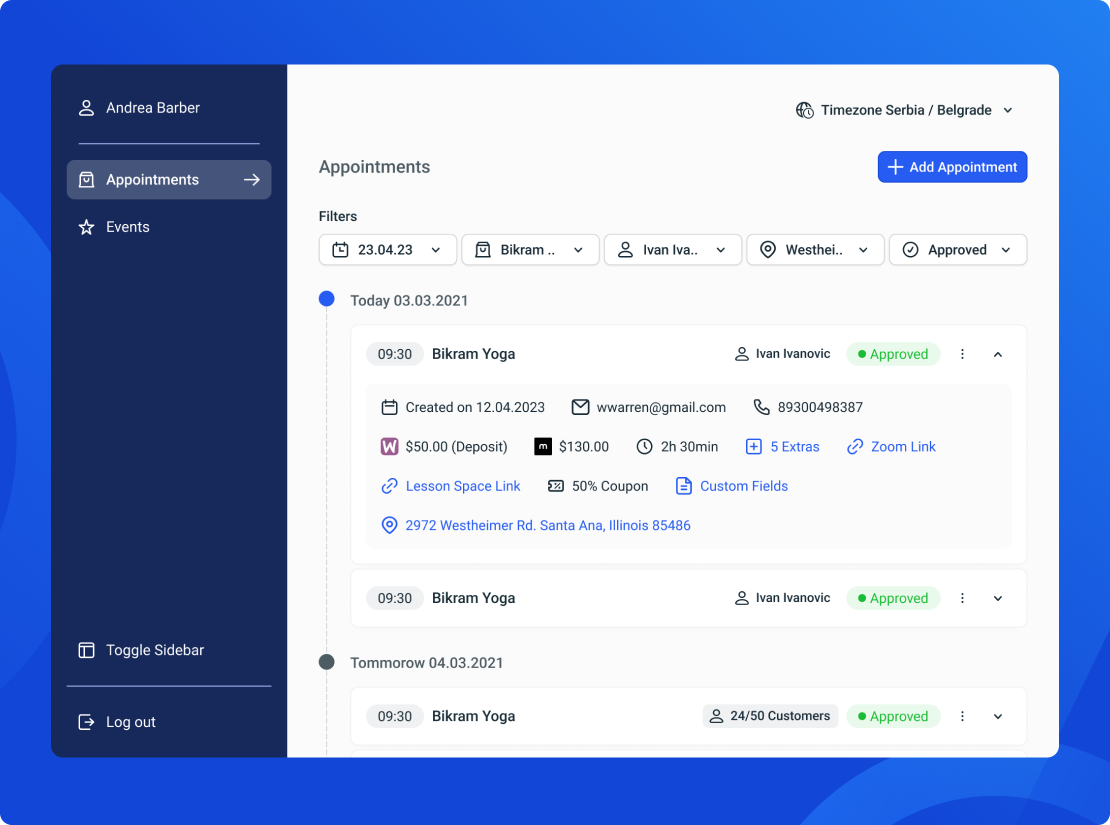 Andrea Barber
Appointments
Events
Toggle Sidebar
Log out
Timezone Serbia / Belgrade
Appointments
Add Appointment
Filters
23.04.23 Bikram .. Ivan Iva.. Westhei.. Approved
Today 03.03.2021
09:30 Bikram Yoga Ivan Ivanovic Approved
Created on 12.04.2023 wwarren@gmail.com 89300498387
W $50.00 (Deposit) m $130.00 2h 30min 5 Extras Zoom Link
Lesson Space Link 50% Coupon Custom Fields
2972 Westheimer Rd. Santa Ana, Illinois 85486
09:30 Bikram Yoga Ivan Ivanovic Approved
Tommorow 04.03.2021
09:30 Bikram Yoga 24/50 Customers Approved